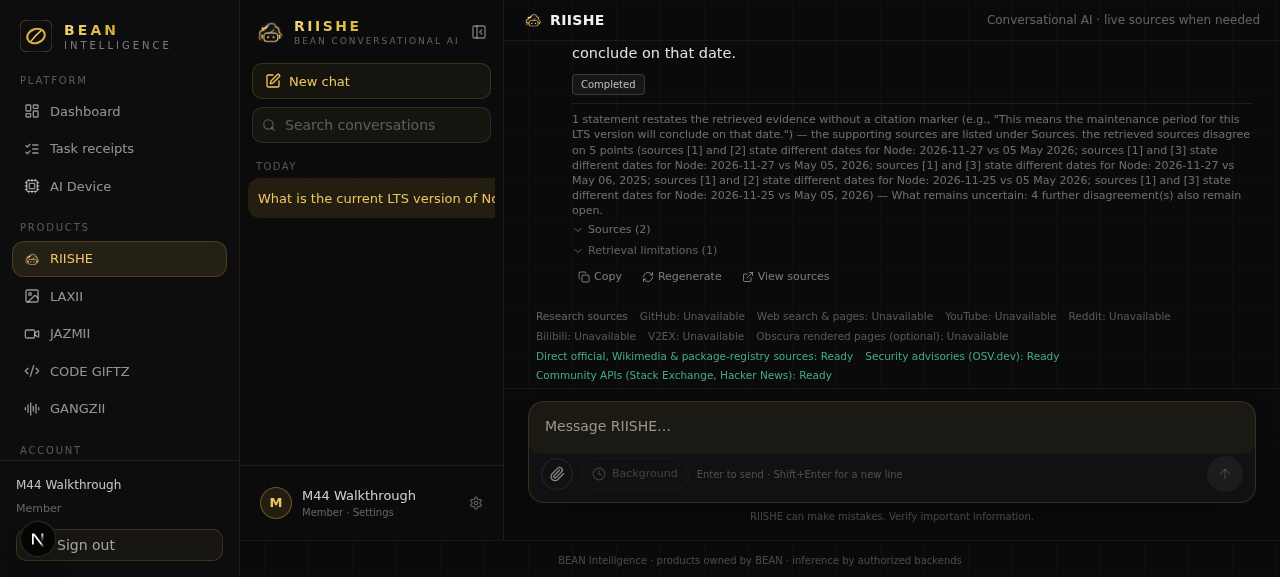 BEAN
INTELLIGENCE
PLATFORM
Dashboard
Task receipts
AI Device
PRODUCTS
RIISHE
LAXII
JAZMII
CODE GIFTZ
GANGZII
ACCOUNT
M44 Walkthrough
Member
N
Sign out
RIISHE
BEAN CONVERSATIONAL AI
New chat
Search conversations
TODAY
What is the current LTS version of No
M
M44 Walkthrough
Member · Settings
RIISHE
Conversational AI · live sources when needed
conclude on that date.
Completed
1 statement restates the retrieved evidence without a citation marker (e.g., "This means the maintenance period for this
LTS version will conclude on that date.") — the supporting sources are listed under Sources. the retrieved sources disagree
on 5 points (sources [1] and [2] state different dates for Node: 2026-11-27 vs 05 May 2026; sources [1] and [3] state
different dates for Node: 2026-11-27 vs May 05, 2026; sources [1] and [3] state different dates for Node: 2026-11-27 vs
May 06, 2025; sources [1] and [2] state different dates for Node: 2026-11-25 vs 05 May 2026; sources [1] and [3] state
different dates for Node: 2026-11-25 vs May 05, 2026) — What remains uncertain: 4 further disagreement(s) also remain
open.
Sources (2)
Retrieval limitations (1)
Copy Regenerate View sources
Research sources GitHub: Unavailable Web search & pages: Unavailable YouTube: Unavailable Reddit: Unavailable
Bilibili: Unavailable V2EX: Unavailable Obscura rendered pages (optional): Unavailable
Direct official, Wikimedia & package-registry sources: Ready Security advisories (OSV.dev): Ready
Community APIs (Stack Exchange, Hacker News): Ready
Message RIISHE...
Background Enter to send · Shift+Enter for a new line
RIISHE can make mistakes. Verify important information.
BEAN Intelligence · products owned by BEAN · inference by authorized backends